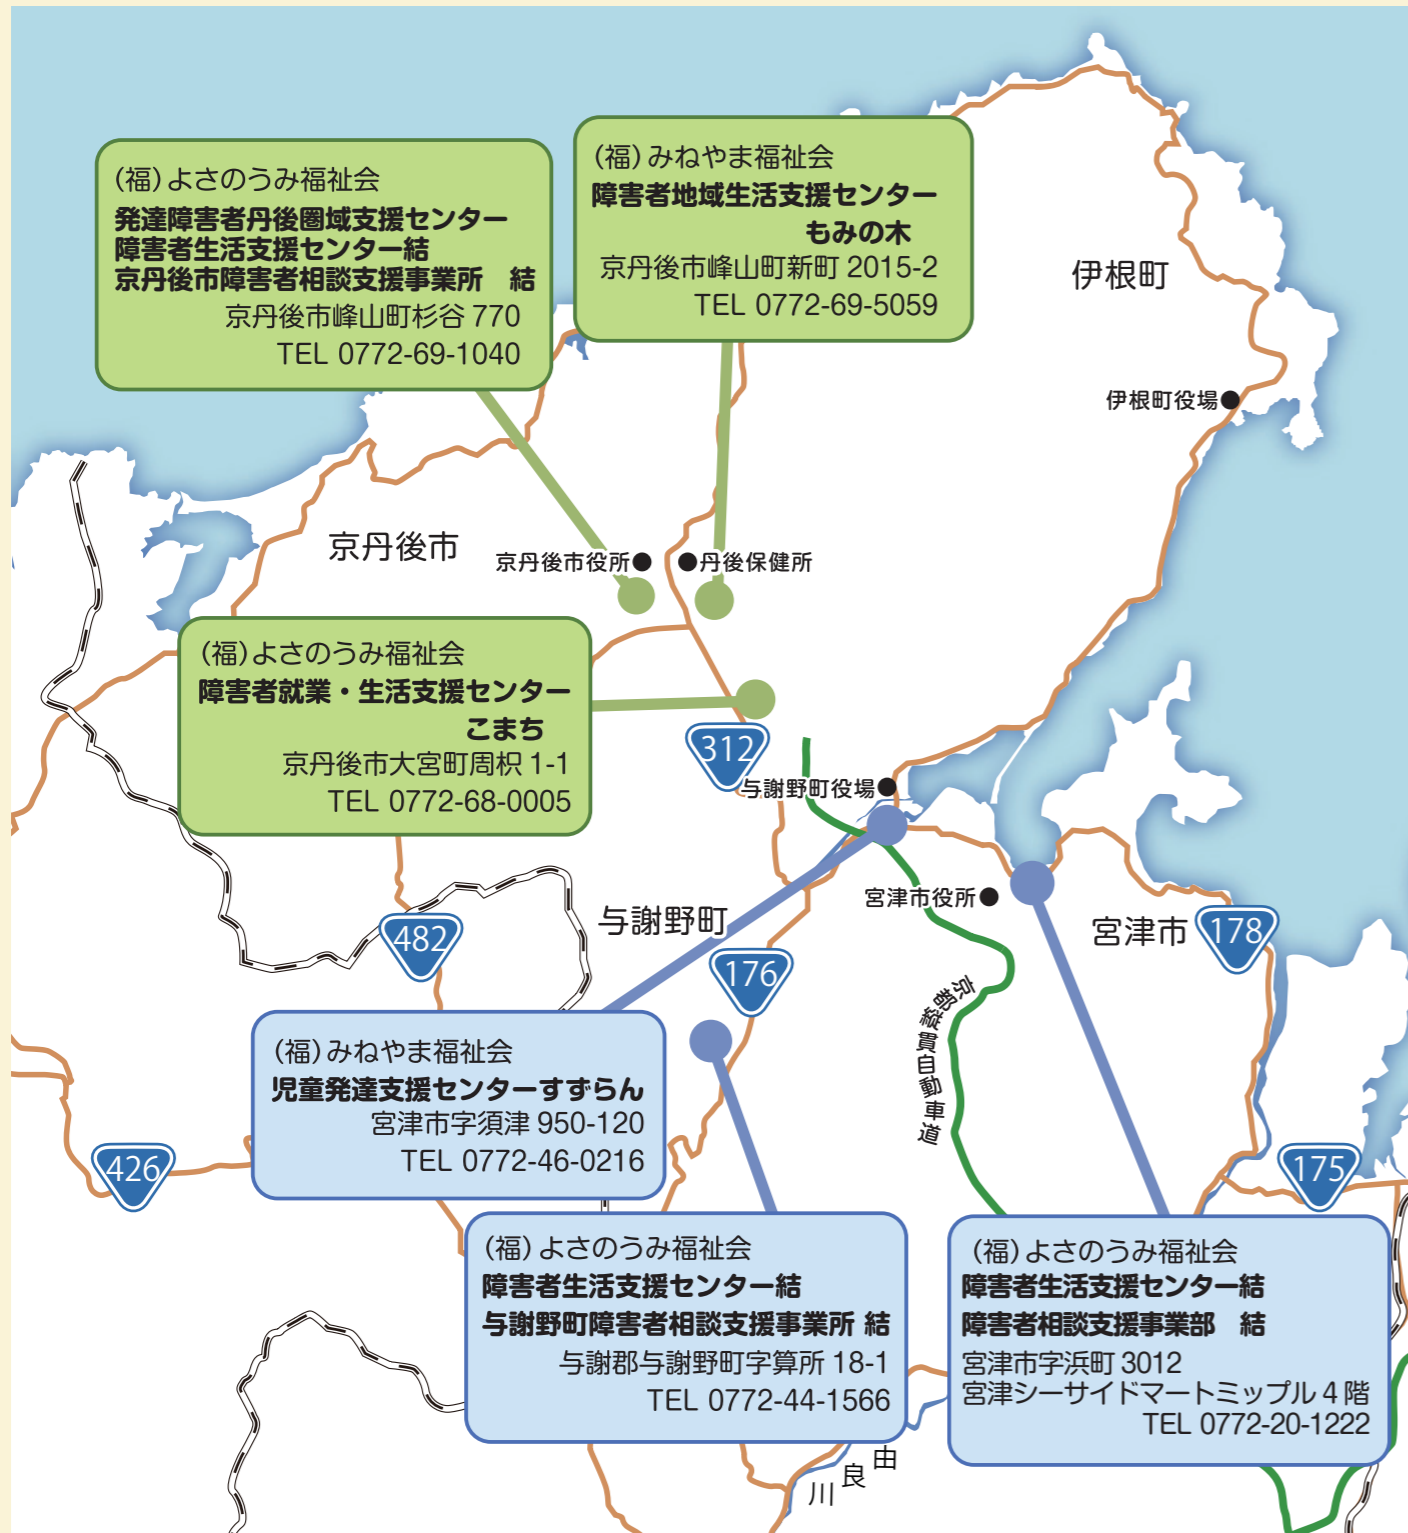 (福)よさのうみ福祉会
発達障害者丹後圏域支援センター
障害者生活支援センター結
京丹後市障害者相談支援事業所　結
京丹後市峰山町杉谷 770
TEL 0772-69-1040
(福)みねやま福祉会
障害者地域生活支援センター
もみの木
京丹後市峰山町新町 2015-2
TEL 0772-69-5059
伊根町
伊根町役場
京丹後市
京丹後市役所
丹後保健所
(福)よさのうみ福祉会
障害者就業・生活支援センター
こまち
京丹後市大宮町周枳 1-1
TEL 0772-68-0005
312
与謝野町役場
宮津市役所
与謝野町
宮津市
178
482
176
京都縦貫自動車道
(福)みねやま福祉会
児童発達支援センターすずらん
宮津市字須津 950-120
TEL 0772-46-0216
426
175
(福)よさのうみ福祉会
障害者生活支援センター結
与謝野町障害者相談支援事業所 結
与謝郡与謝野町字算所 18-1
TEL 0772-44-1566
(福)よさのうみ福祉会
障害者生活支援センター結
障害者相談支援事業部　結
宮津市字浜町 3012
宮津シーサイドマートミップル 4 階
TEL 0772-20-1222
由良川